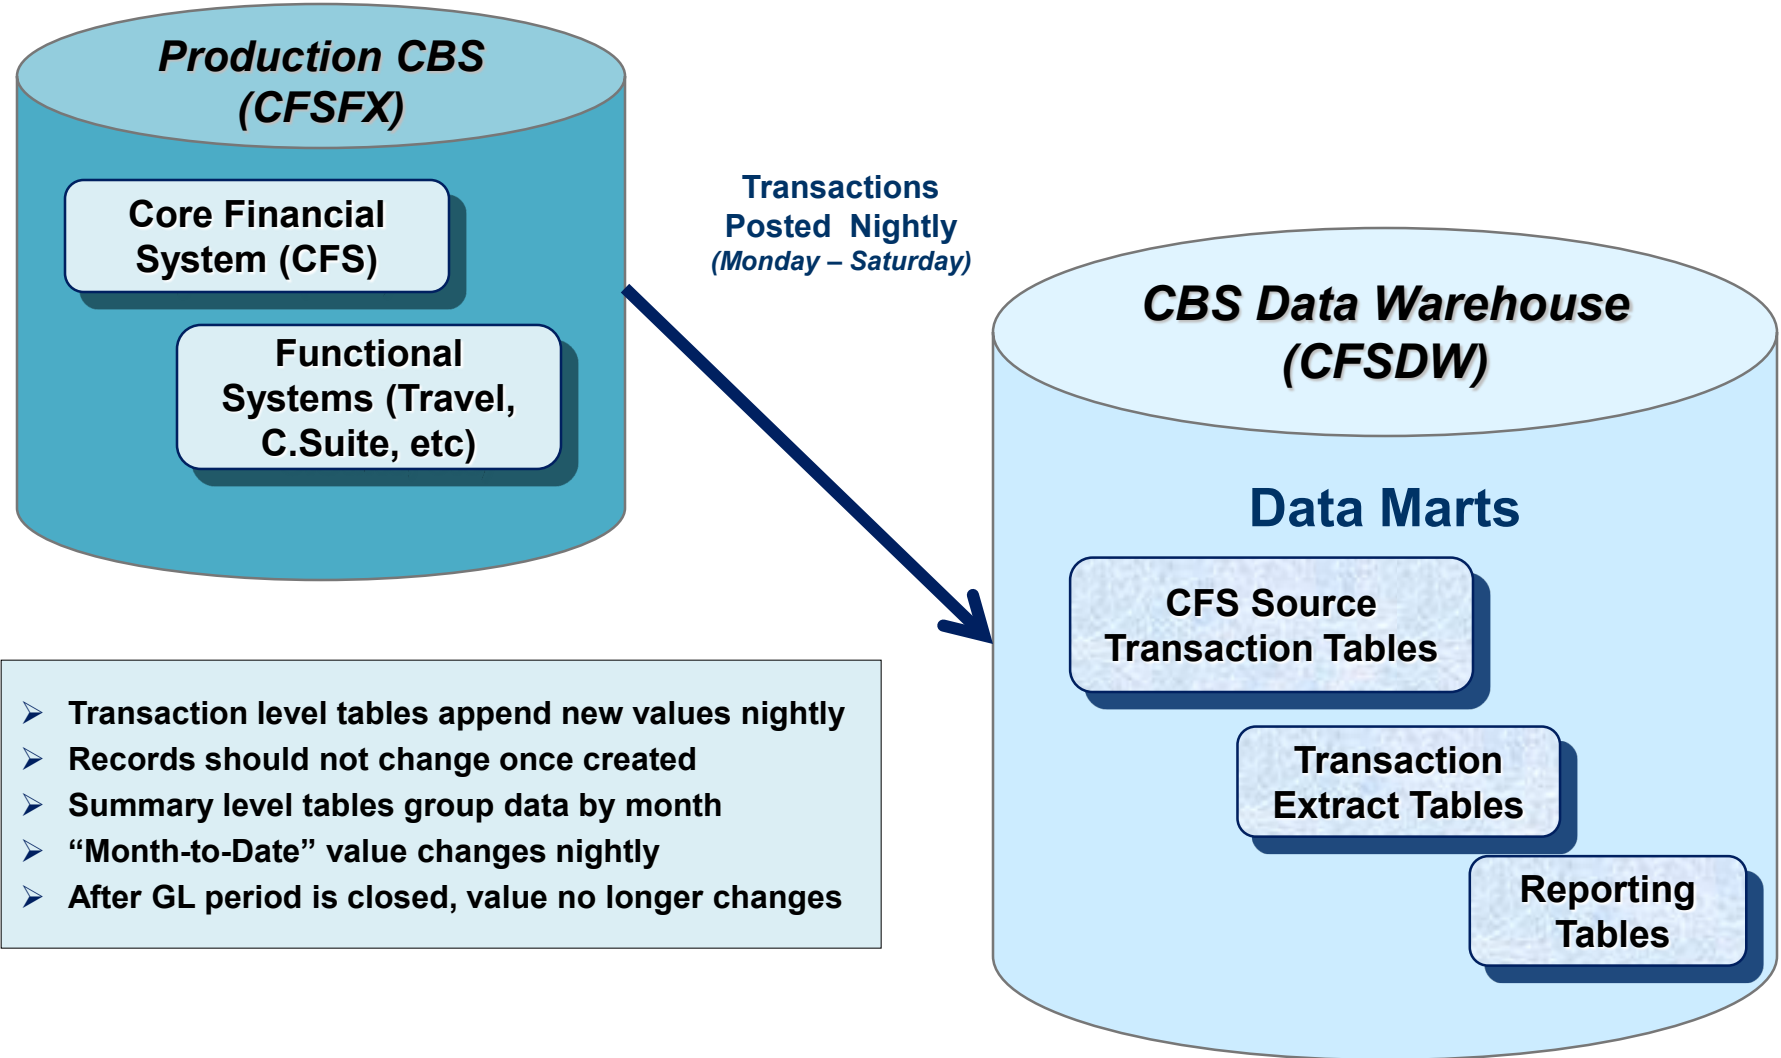 Production CBS
(CFSFX)
Core Financial
System (CFS)
Functional
Systems (Travel,
C.Suite, etc)
Transactions
Posted Nightly
(Monday – Saturday)
CBS Data Warehouse
(CFSDW)
Data Marts
CFS Source
Transaction Tables
Transaction
Extract Tables
Reporting
Tables
➢ Transaction level tables append new values nightly
➢ Records should not change once created
➢ Summary level tables group data by month
➢ “Month-to-Date” value changes nightly
➢ After GL period is closed, value no longer changes